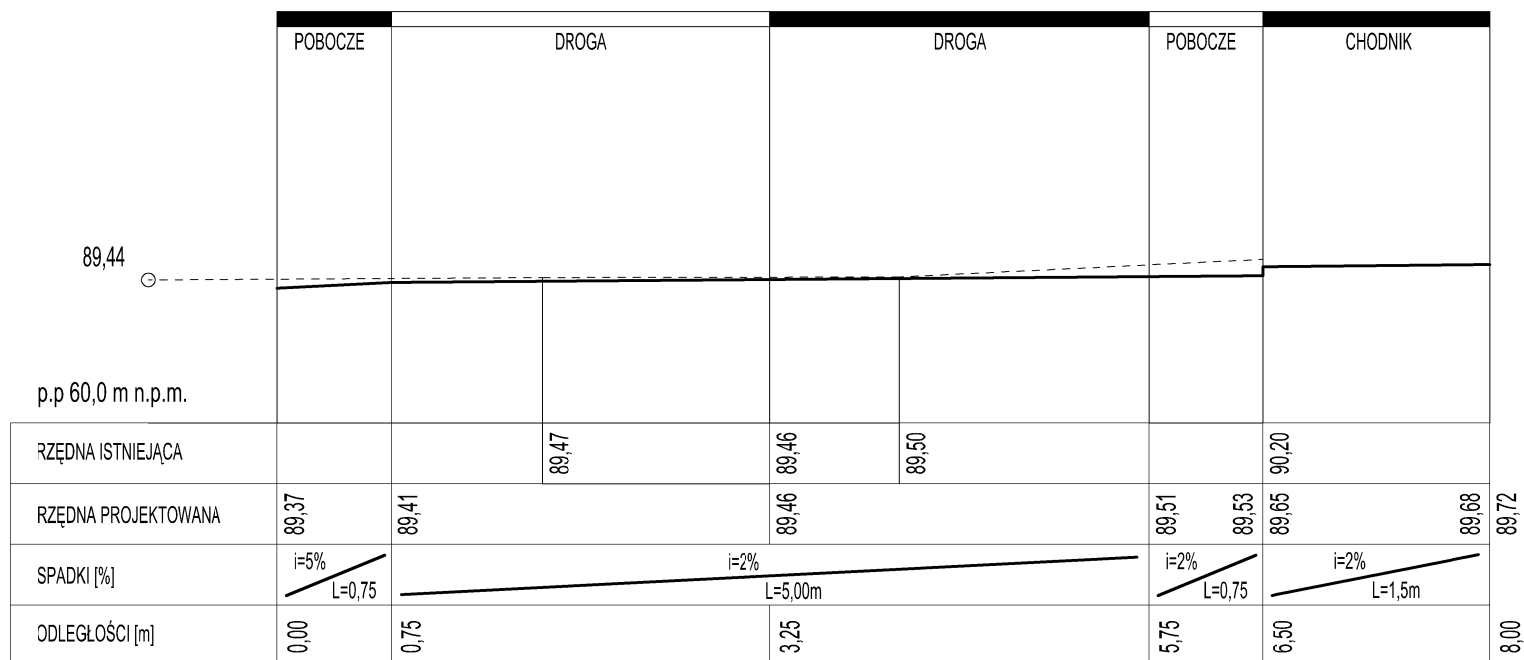 POBOCZE DROGA DROGA POBOCZE CHODNIK
89,44
p.p 60,0 m n.p.m.
RZĘDNA ISTNIEJĄCA 89,47 89,46 89,50 90,20
RZĘDNA PROJEKTOWANA 89,37 89,41 89,46 89,51 89,53 89,65 89,68 89,72
SPADKI [%] i=5% L=0,75 i=2% L=5,00m i=2% L=0,75 i=2% L=1,5m
ODLEGŁOŚCI [m] 0,00 0,75 3,25 5,75 6,50 8,00